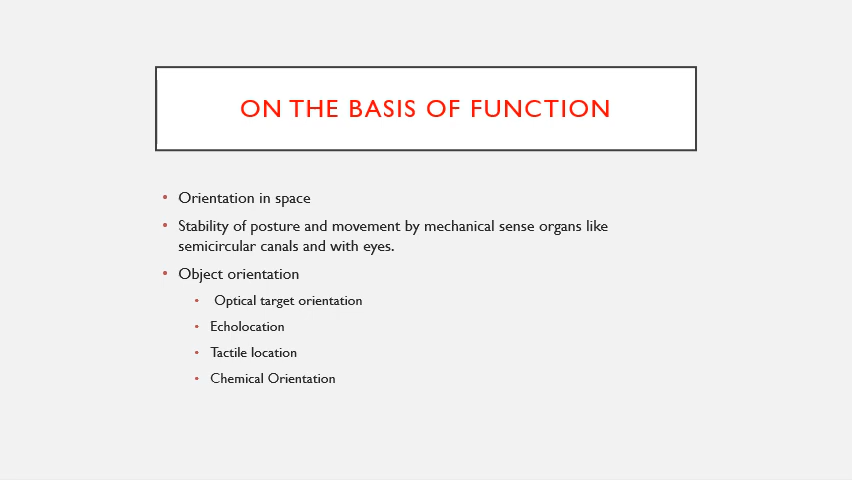 ON THE BASIS OF FUNCTION
• Orientation in space
• Stability of posture and movement by mechanical sense organs like
semicircular canals and with eyes.
• Object orientation
• Optical target orientation
• Echolocation
• Tactile location
• Chemical Orientation